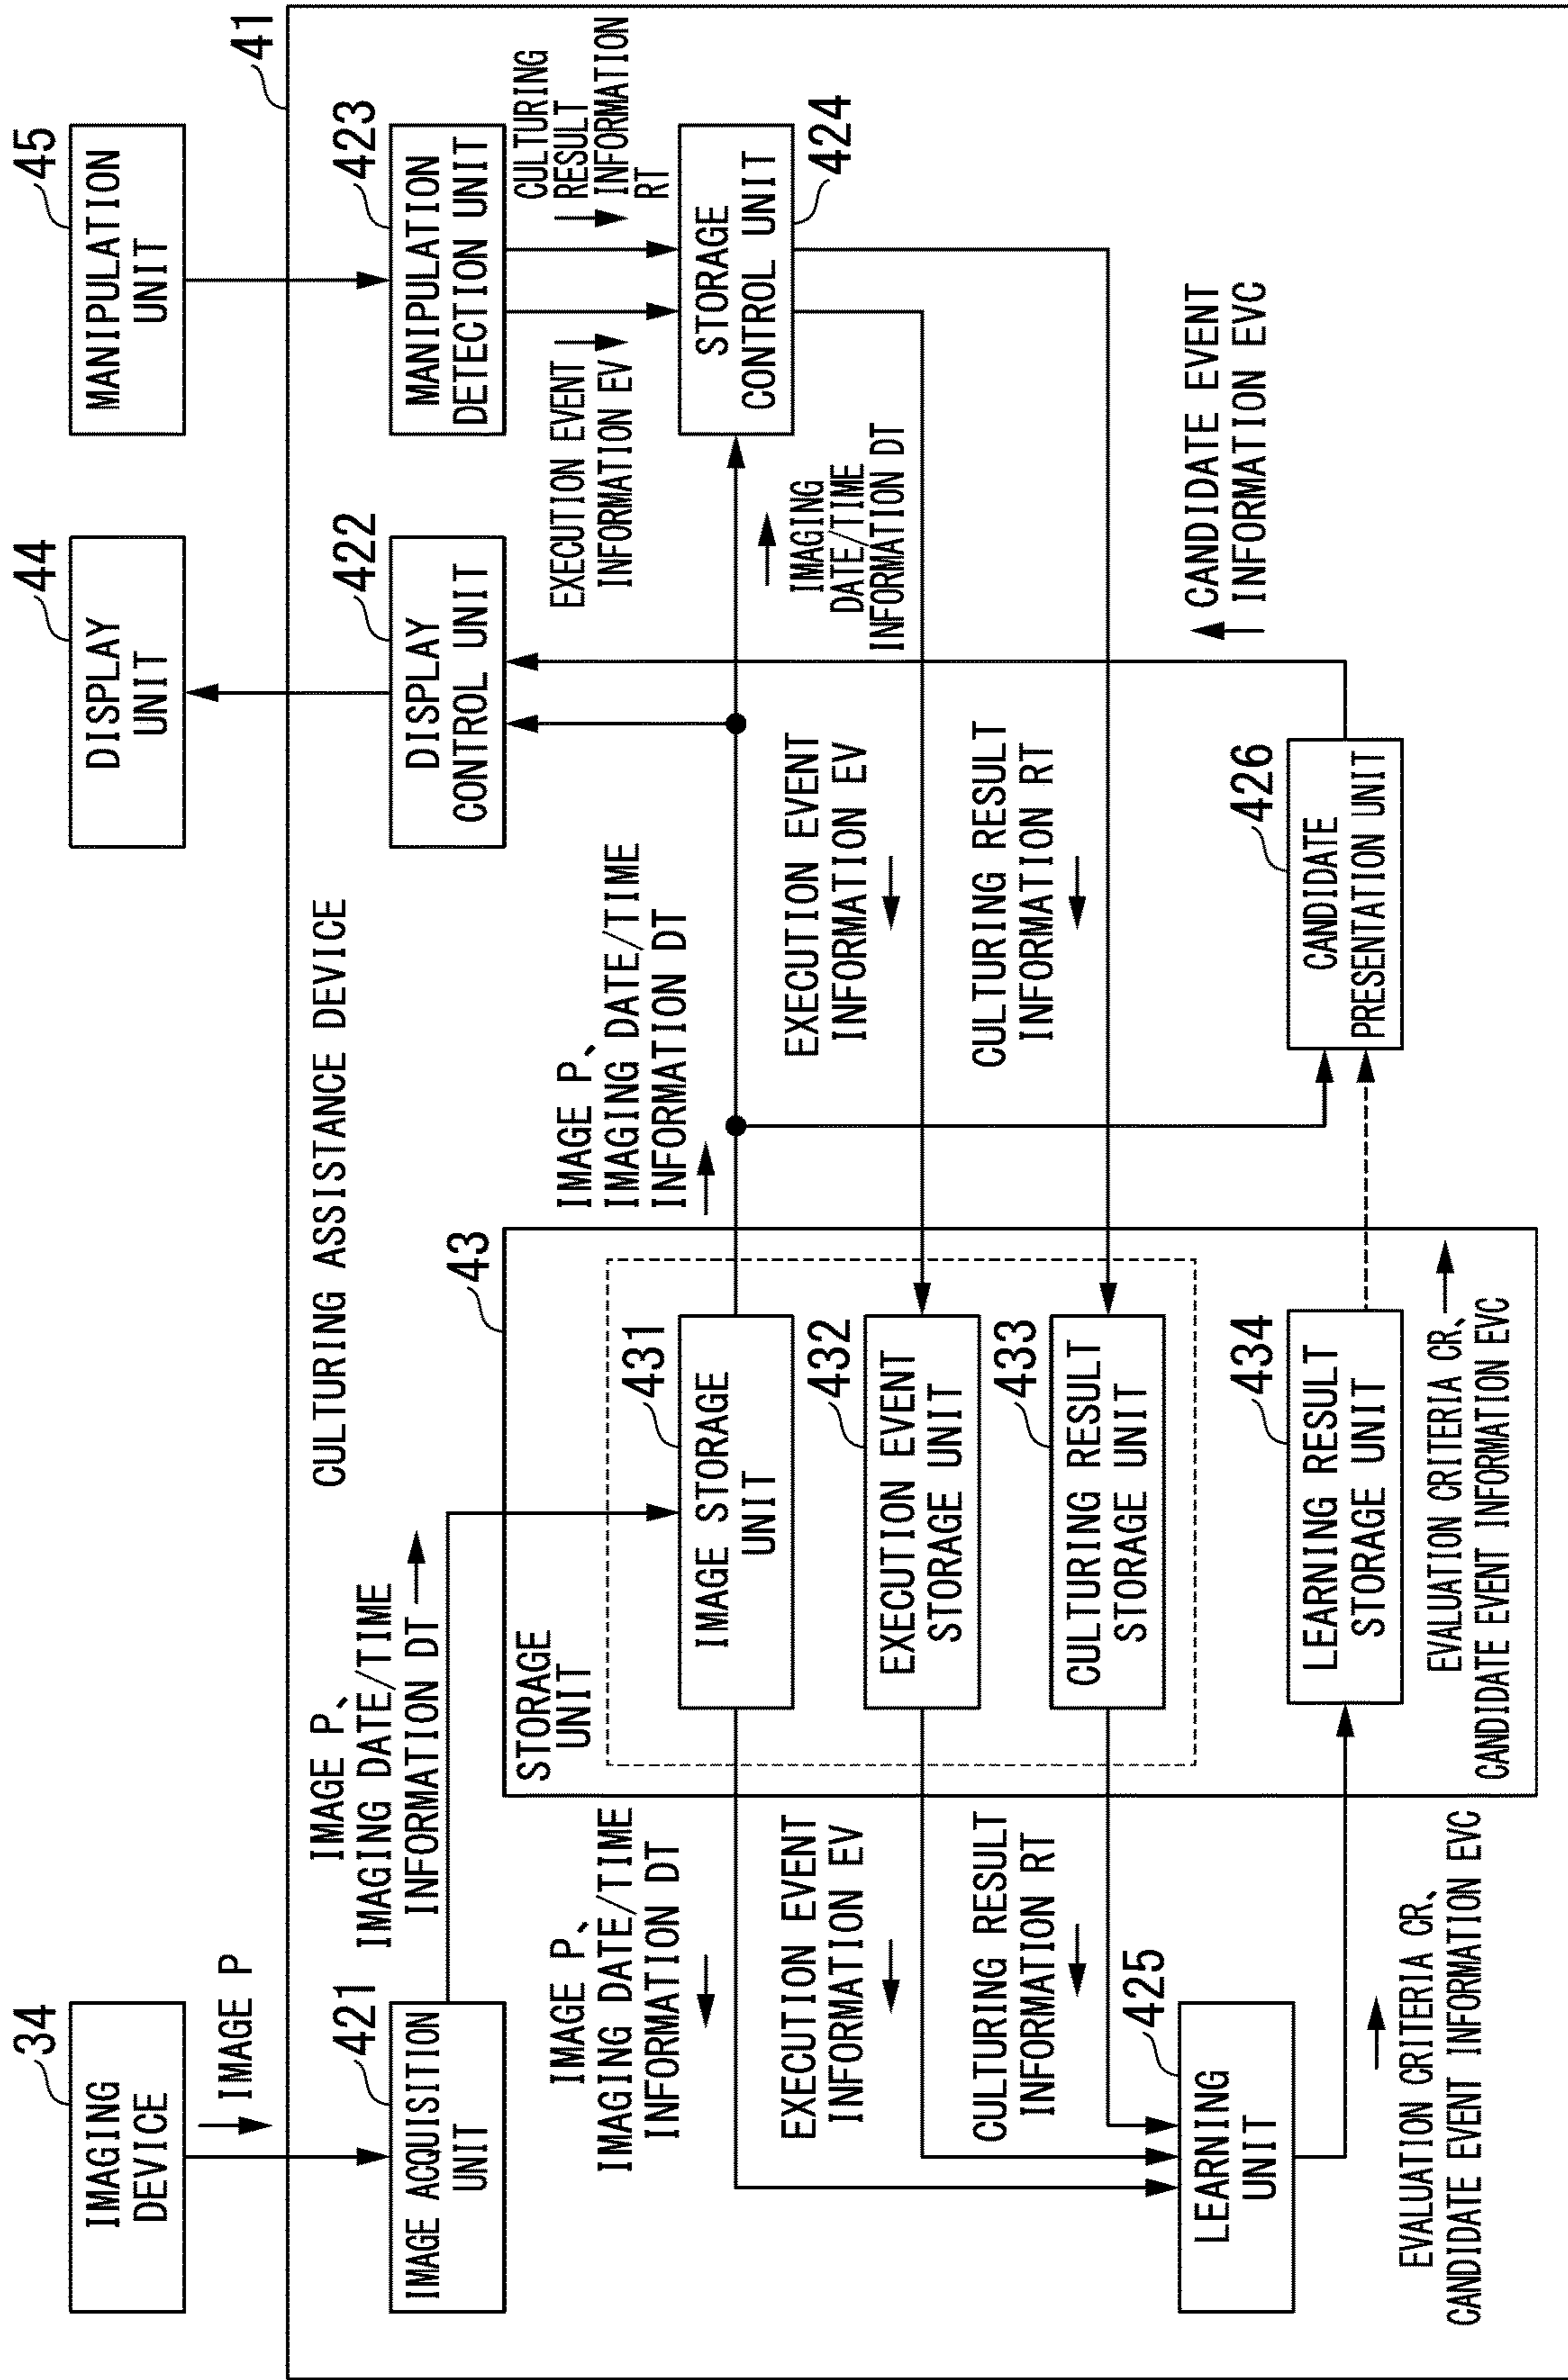 34
IMAGING
DEVICE
IMAGE P
44
DISPLAY
UNIT
45
MANIPULATION
UNIT
41
CULTURING ASSISTANCE DEVICE
421
IMAGE ACQUISITION
UNIT
IMAGE P、
IMAGING DATE/TIME
INFORMATION DT
422
DISPLAY
CONTROL UNIT
423
MANIPULATION
DETECTION UNIT
EXECUTION EVENT
INFORMATION EV
CULTURING
RESULT
INFORMATION
RT
43
STORAGE
UNIT
IMAGE P、
IMAGING DATE/TIME
INFORMATION DT
431
IMAGE STORAGE
UNIT
IMAGE P、
IMAGING DATE/TIME
INFORMATION DT
STORAGE
CONTROL UNIT
424
IMAGING
DATE/TIME
INFORMATION DT
EXECUTION EVENT
INFORMATION EV
432
EXECUTION EVENT
STORAGE UNIT
EXECUTION EVENT
INFORMATION EV
CULTURING RESULT
INFORMATION RT
433
CULTURING RESULT
STORAGE UNIT
CULTURING RESULT
INFORMATION RT
425
LEARNING
UNIT
434
LEARNING RESULT
STORAGE UNIT
426
CANDIDATE
PRESENTATION UNIT
CANDIDATE EVENT
INFORMATION EVC
EVALUATION CRITERIA CR、
CANDIDATE EVENT INFORMATION EVC
EVALUATION CRITERIA CR、
CANDIDATE EVENT INFORMATION EVC